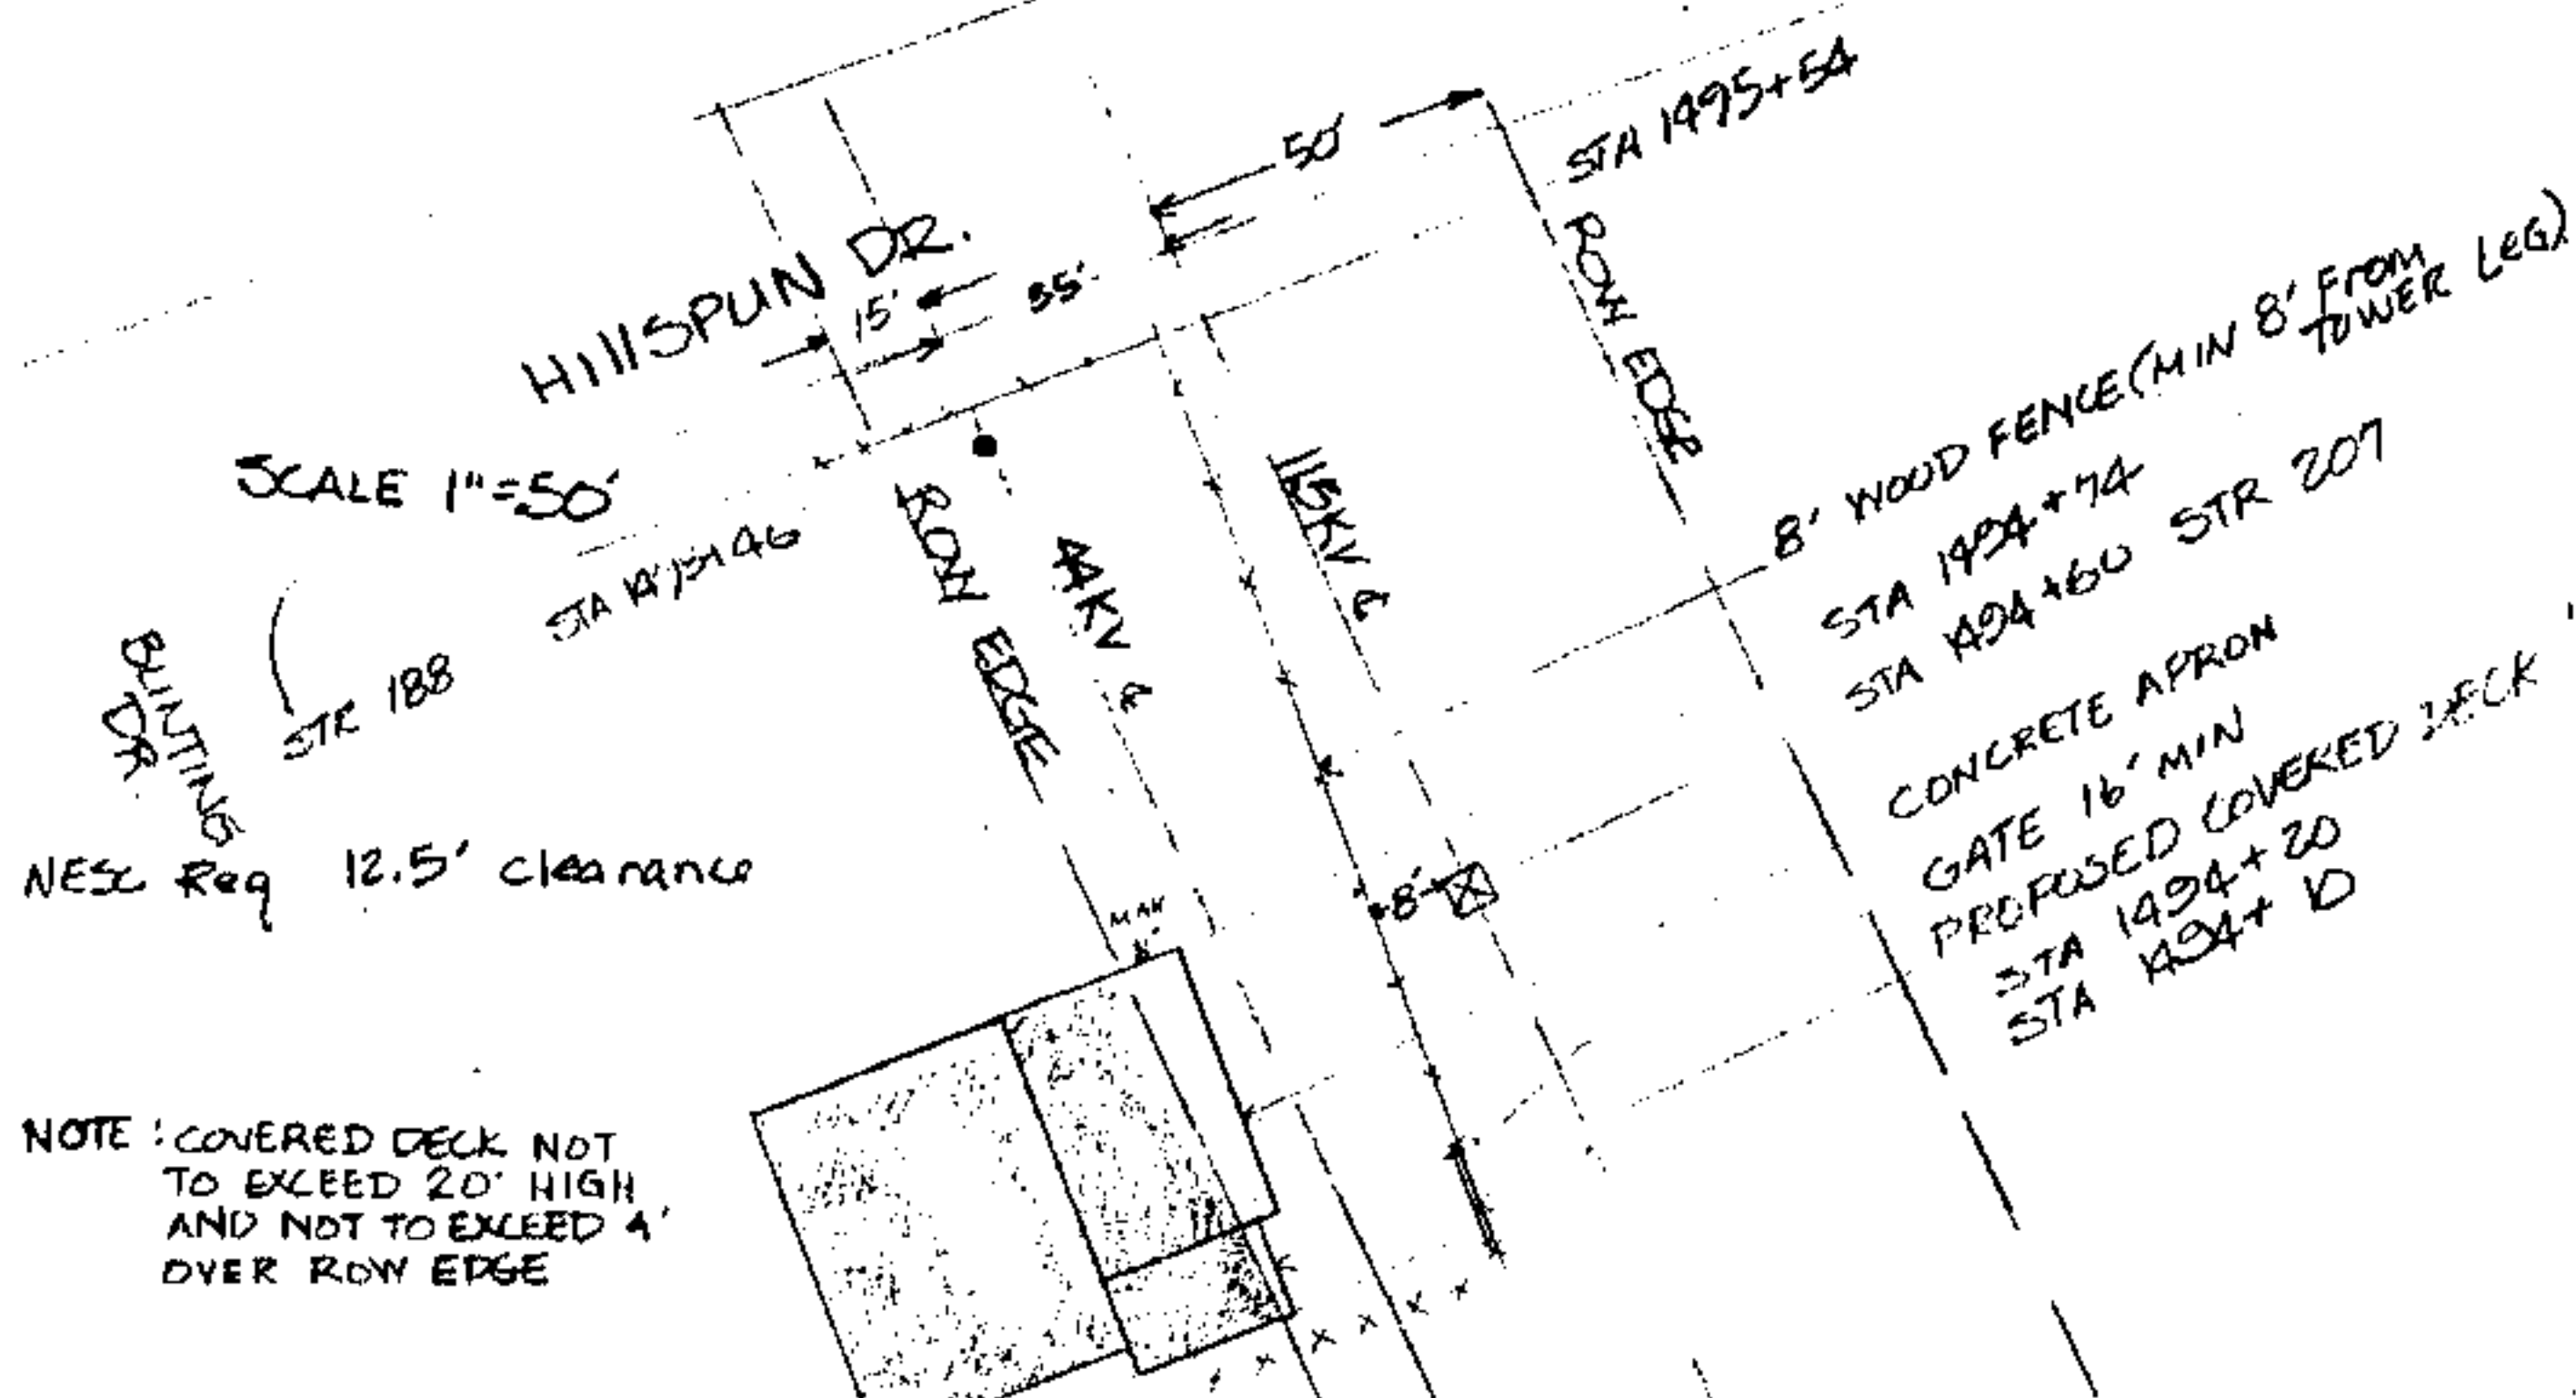 STA 1495+54
50'
HillSPUN DR.
15'
35'
ROW EDGE
SCALE 1"=50'
8' WOOD FENCE (MIN 8' FROM
TOWER LEG)
STA 1494+74
STA 1494+60 STR 207
115KV
STA
46
ROW EDGE
44KV
BUNTING
DR
STR 188
CONCRETE APRON
GATE 16' MIN
PROPOSED COVERED DECK
STA 1494+20
STA 1494+10
NESC Req 12.5' clearance
8'
MAX
NOTE: COVERED DECK NOT
TO EXCEED 20' HIGH
AND NOT TO EXCEED 4'
OVER ROW EDGE